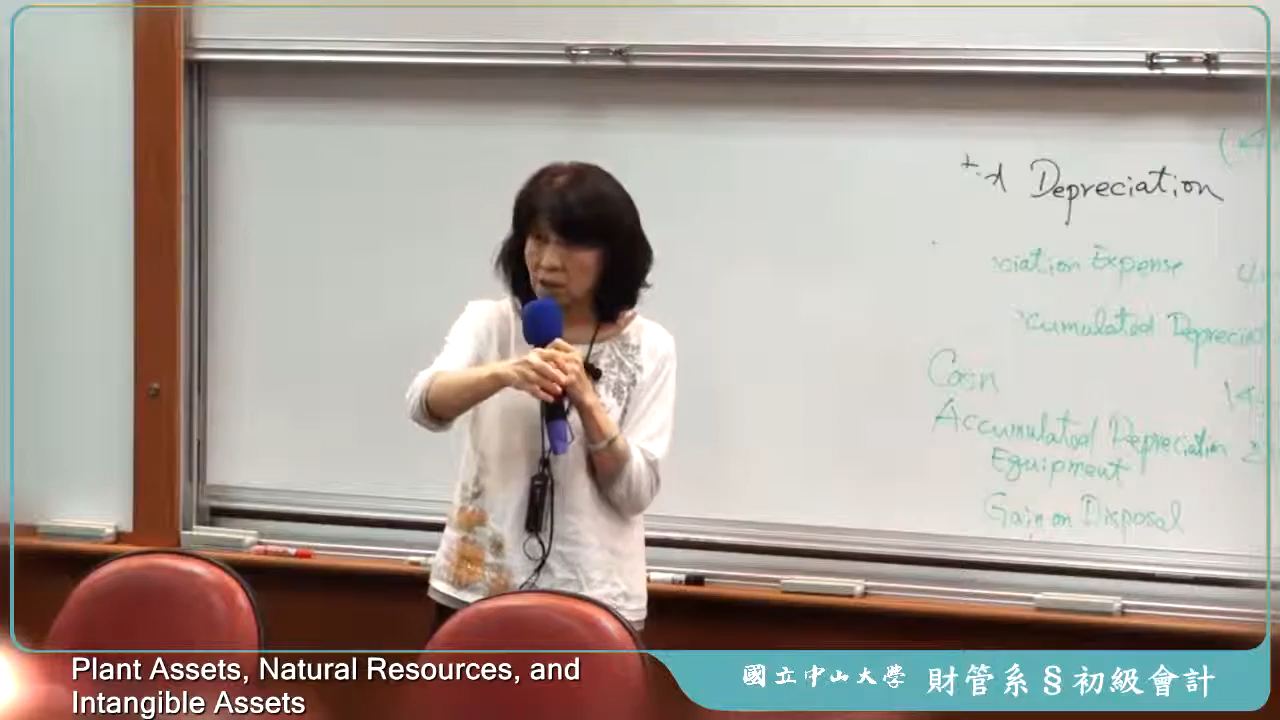 Depreciation
ciation Expense
cumulated Deprecia
Cash
Accumulated Depreciation
Equipment
Gain on Disposal
Plant Assets, Natural Resources, and
Intangible Assets
國立中山大學 財管系§初級會計